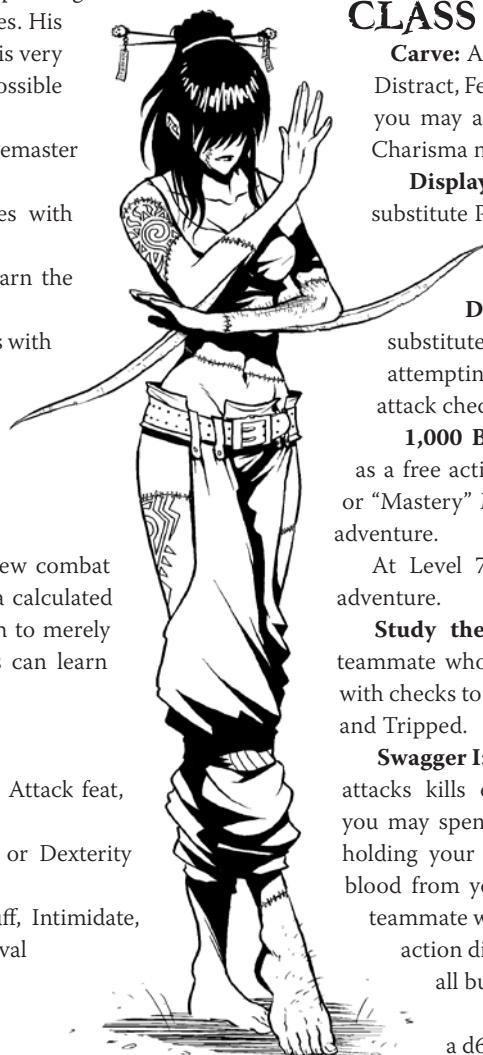 es. His
is very
ossible
emaster
es with
arn the
s with
ew combat
a calculated
n to merely
s can learn
Attack feat,
or Dexterity
ff, Intimidate,
val
CLASS
Carve: A
Distract, Fe
you may a
Charisma m
Display
substitute P
D
substitute
attemptin
attack chec
1,000 B
as a free acti
or “Mastery”
adventure.
At Level 7
adventure.
Study the
teammate who
with checks to
and Tripped.
Swagger I:
attacks kills
you may spen
holding your
blood from yo
teammate w
action di
all bu
a d6